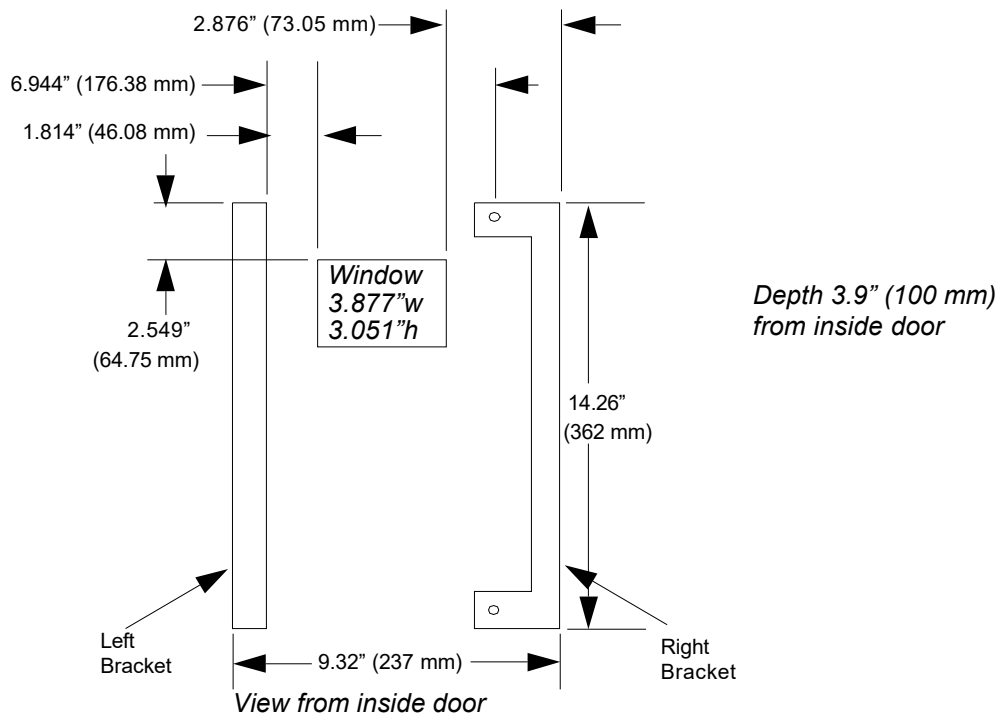 2.876” (73.05 mm)
6.944” (176.38 mm)
1.814” (46.08 mm)
Window
3.877”w
3.051”h
Depth 3.9” (100 mm)
from inside door
2.549”
(64.75 mm)
14.26”
(362 mm)
Left
Bracket
9.32” (237 mm)
Right
Bracket
View from inside door